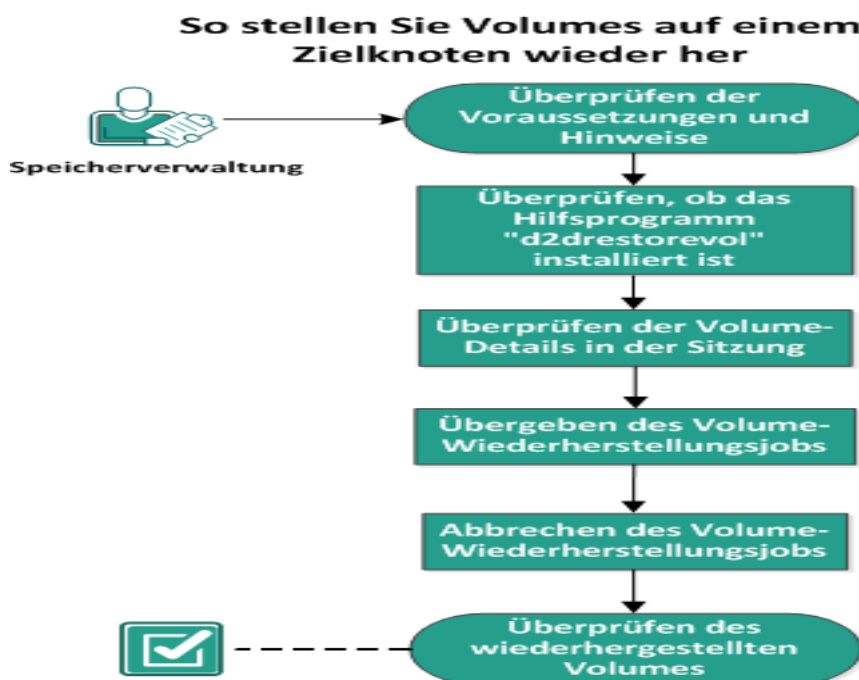 So stellen Sie Volumes auf einem
Zielknoten wieder her
Überprüfen der
Voraussetzungen und
Hinweise
Speicherverwaltung
Überprüfen, ob das
Hilfsprogramm
"d2drestorevol"
installiert ist
Überprüfen der Volume-
Details in der Sitzung
Übergeben des Volume-
Wiederherstellungsjobs
Abbrechen des Volume-
Wiederherstellungsjobs
Überprüfen des
wiederhergestellten
Volumes